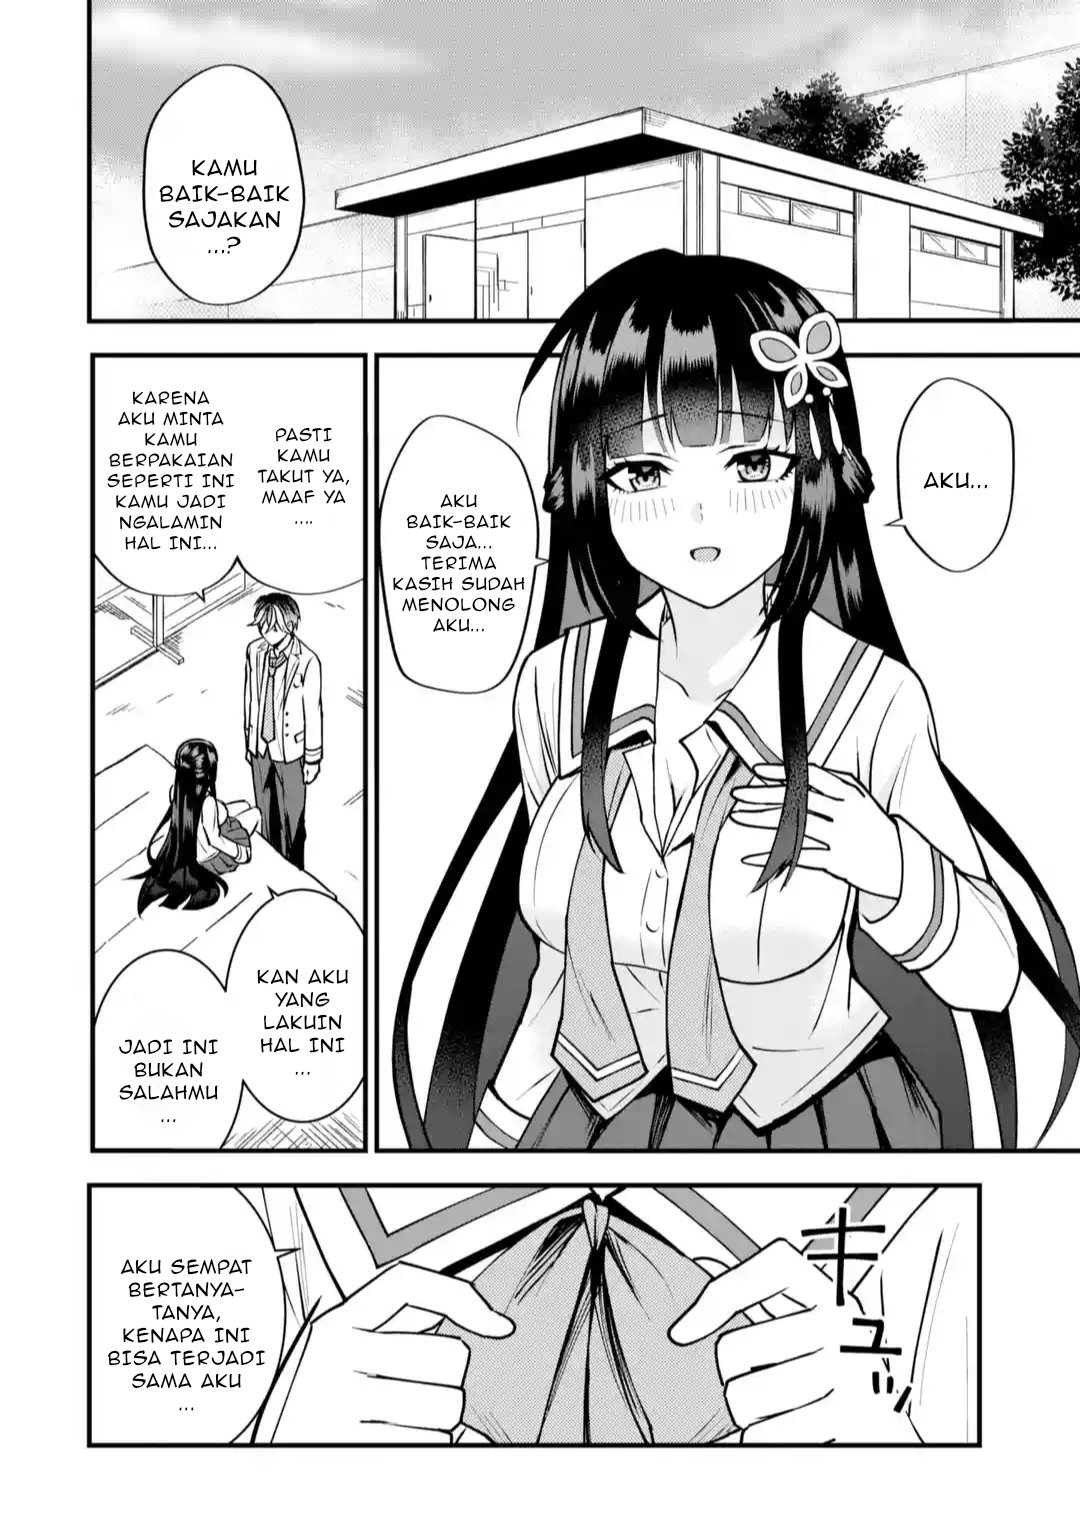 KAMU
BAIK-BAIK
SAJAKAN
...?
AKU...
AKU
BAIK-BAIK
SAJA...
TERIMA
KASIH SUDAH
MENOLONG
AKU...
PASTI
KAMU
TAKUT YA,
MAAF YA
....
KARENA
AKU MINTA
KAMU
BERPAKAIAN
SEPERTI INI
KAMU JADI
NGALAMIN
HAL INI...
KAN AKU
YANG
LAKUIN
HAL INI
...
JADI INI
BUKAN
SALAHMU
...
キュッ
AKU SEMPAT
BERTANYA-
TANYA,
KENAPA INI
BISA TERJADI
SAMA AKU
...